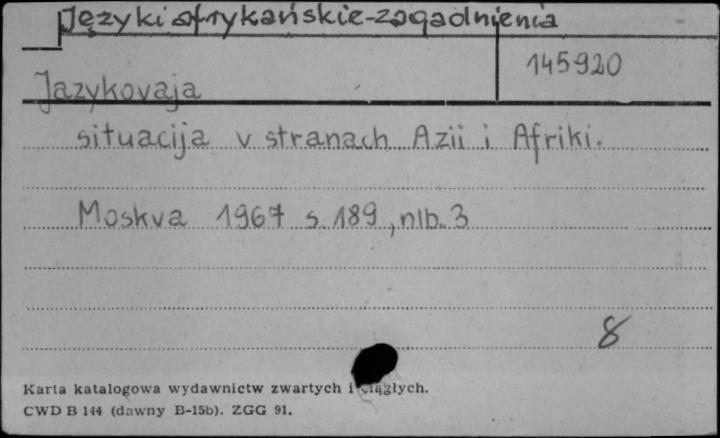 Języki afrykańskie-zagadnienia
145920
Jazykovaja
situacija v stranach Azii i Afriki.
Moskva 1967 s. 189, nlb. 3
8
Karta katalogowa wydawnictw zwartych i ciągłych.
CWD B 144 (dawny B-15b). ZGG 91.